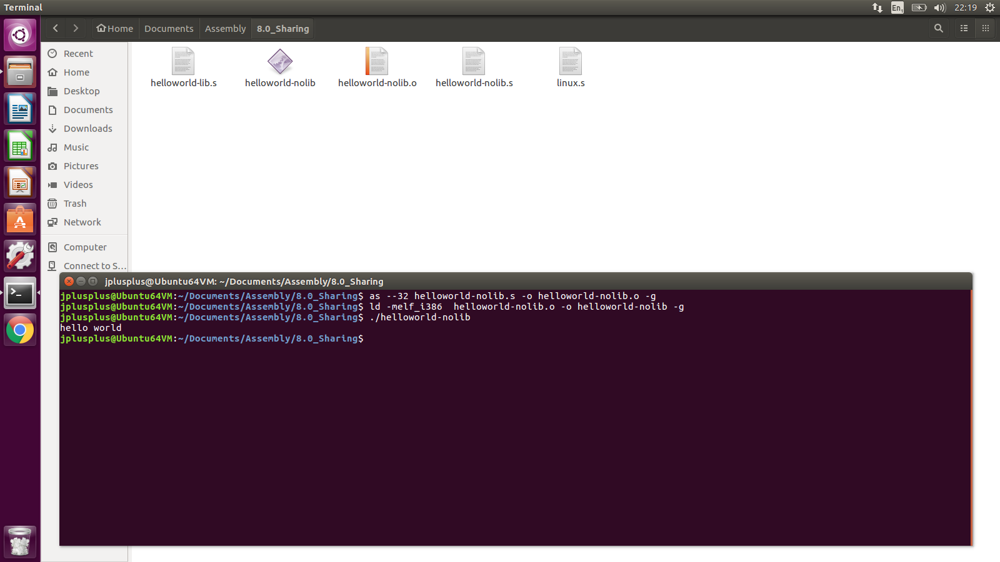 Terminal
En1
22:19
Home
Documents
Assembly
8.0_Sharing
Recent
Home
Desktop
Documents
Downloads
Music
Pictures
Videos
Trash
Network
Computer
Connect to S...
helloworld-lib.s
helloworld-nolib
helloworld-nolib.o
helloworld-nolib.s
linux.s
jplusplus@Ubuntu64VM: ~/Documents/Assembly/8.0_Sharing
jplusplus@Ubuntu64VM:~/Documents/Assembly/8.0_Sharing$ as --32 helloworld-nolib.s -o helloworld-nolib.o -g
jplusplus@Ubuntu64VM:~/Documents/Assembly/8.0_Sharing$ ld -melf_i386  helloworld-nolib.o -o helloworld-nolib -g
jplusplus@Ubuntu64VM:~/Documents/Assembly/8.0_Sharing$ ./helloworld-nolib
hello world
jplusplus@Ubuntu64VM:~/Documents/Assembly/8.0_Sharing$